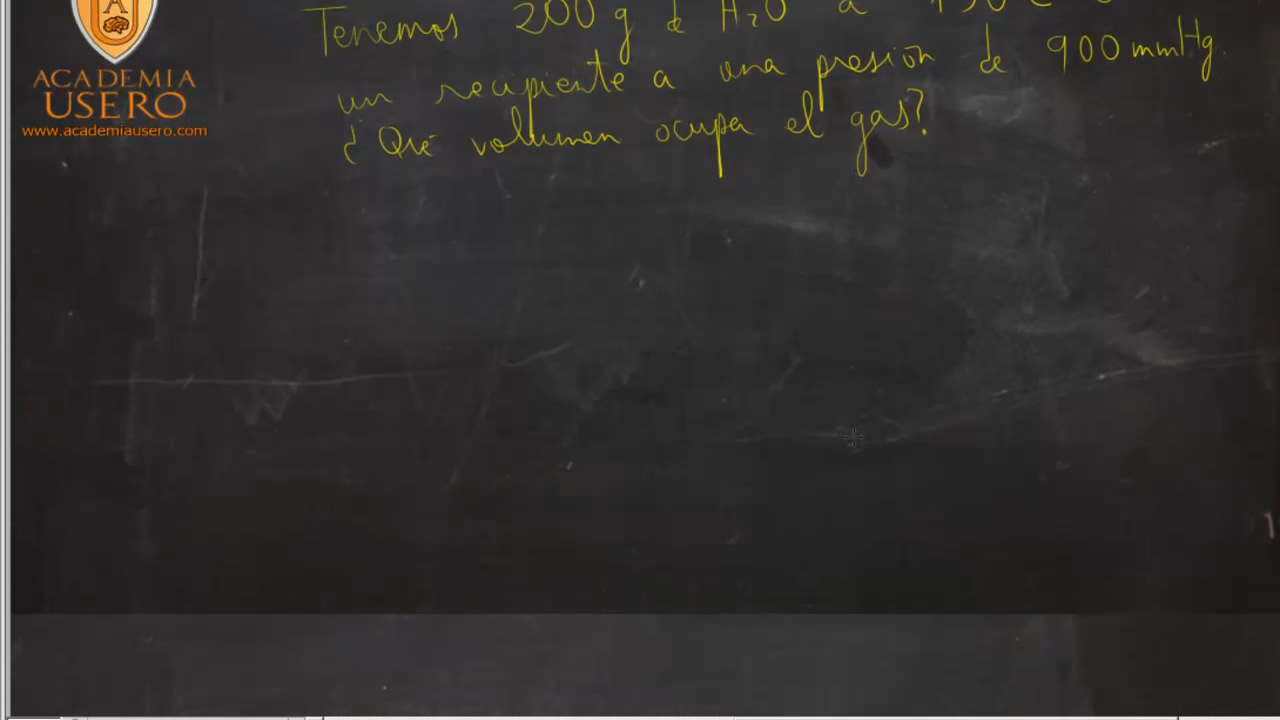 A
ACADEMIA
USERO
www.academiausero.com
Tenemos 200 g d H₂O a
un recipiente a una presión de 900 mmHg.
¿Qué volumen ocupa el gas?